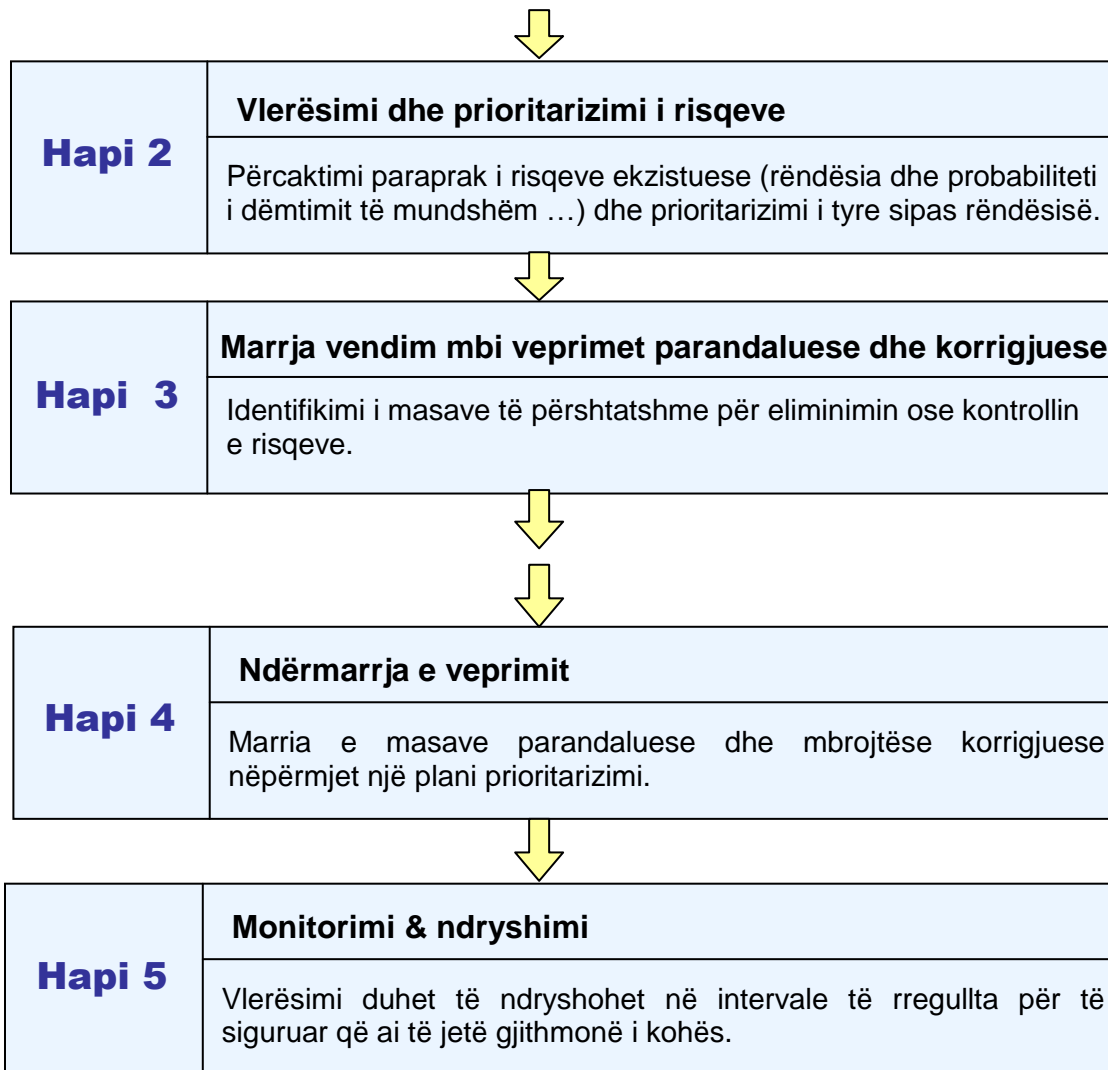 Hapi 2
Vlerësimi dhe prioritarizimi i risqeve
Përcaktimi paraprak i risqeve ekzistuese (rëndësia dhe probabiliteti
i dëmtimit të mundshëm …) dhe prioritarizimi i tyre sipas rëndësisë.
Hapi 3
Marrja vendim mbi veprimet parandaluese dhe korrigjuese
Identifikimi i masave të përshtatshme për eliminimin ose kontrollin
e risqeve.
Hapi 4
Ndërmarrja e veprimit
Marria e masave parandaluese dhe mbrojtëse korrigjuese
nëpërmjet një plani prioritarizimi.
Hapi 5
Monitorimi & ndryshimi
Vlerësimi duhet të ndryshohet në intervale të rregullta për të
siguruar që ai të jetë gjithmonë i kohës.